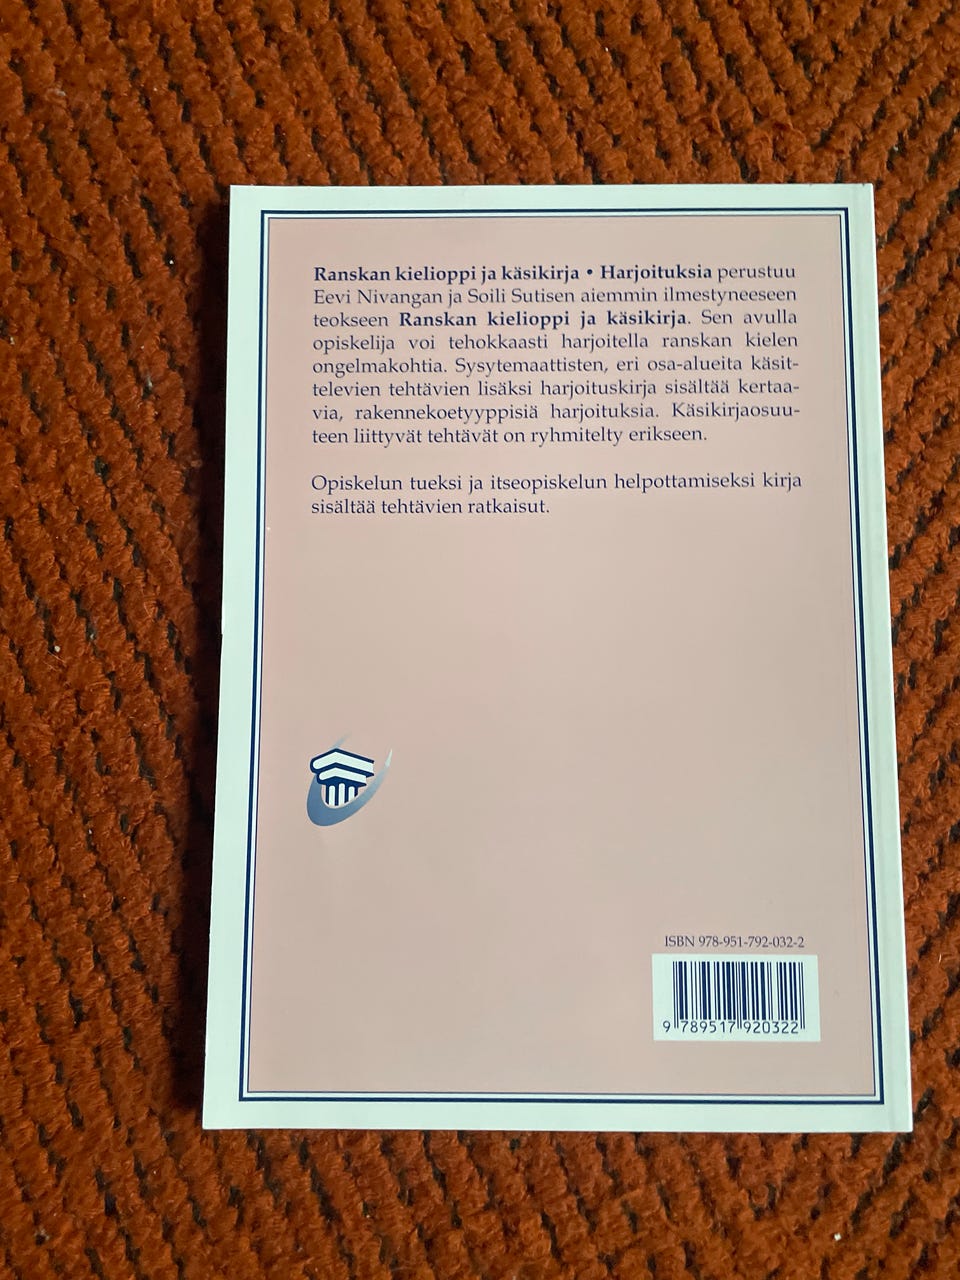 Ranskan kielioppi ja käsikirja • Harjoituksia perustuu
Eevi Nivangan ja Soili Sutisen aiemmin ilmestyneeseen
teokseen Ranskan kielioppi ja käsikirja. Sen avulla
opiskelija voi tehokkaasti harjoitella ranskan kielen
ongelmakohtia. Sysytemaattisten, eri osa-alueita käsit-
televien tehtävien lisäksi harjoituskirja sisältää kertaa-
via, rakennekoetyyppisiä harjoituksia. Käsikirjaosuu-
teen liittyvät tehtävät on ryhmitelty erikseen.
Opiskelun tueksi ja itseopiskelun helpottamiseksi kirja
sisältää tehtävien ratkaisut.
ISBN 978-951-792-032-2
9 789517 920322